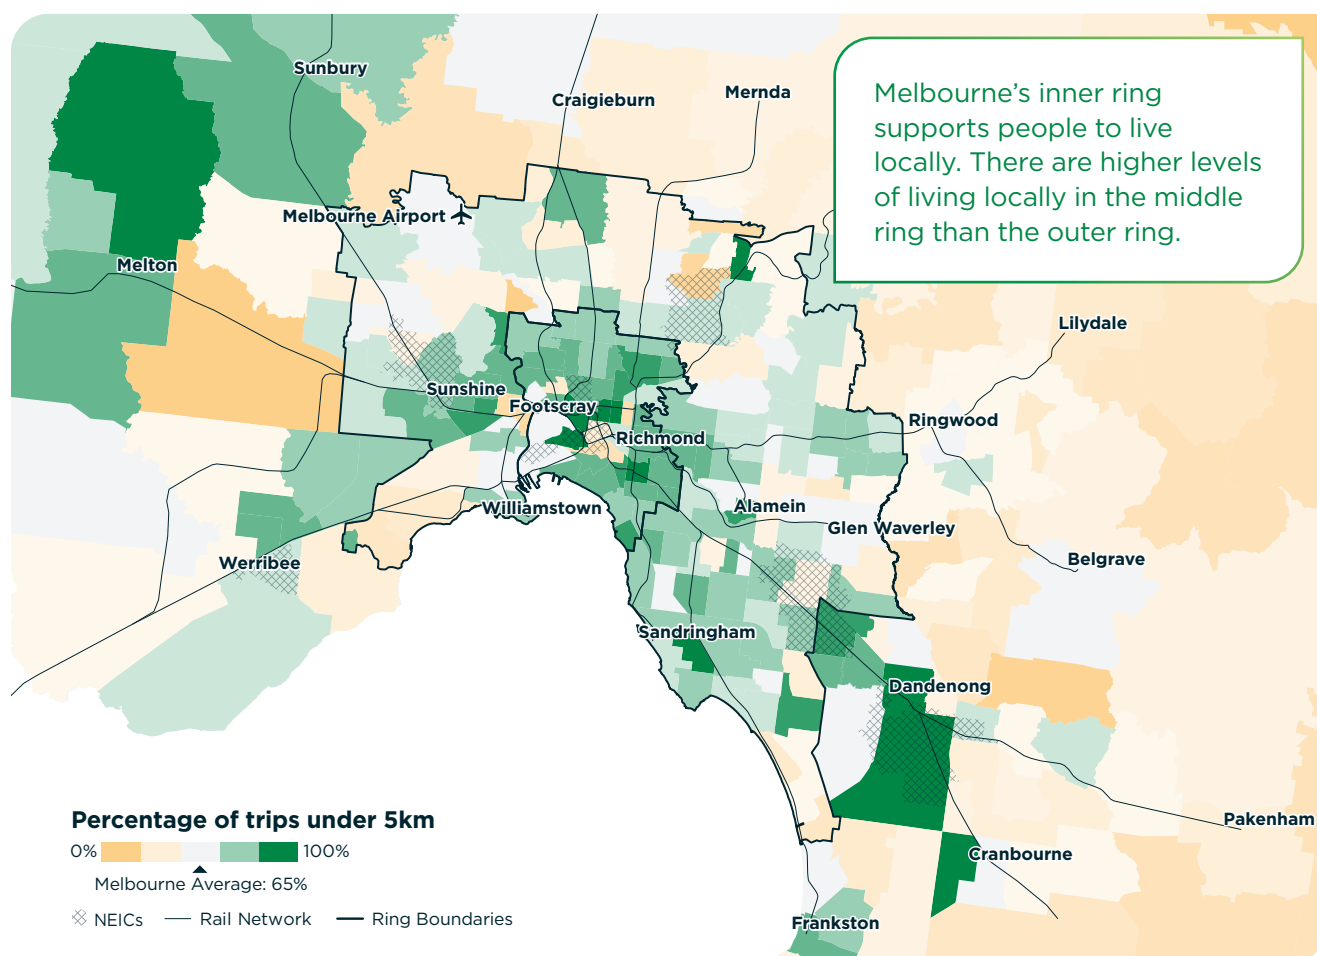 Sunbury
Craigieburn
Mernda
Melbourne’s inner ring
supports people to live
locally. There are higher levels
of living locally in the middle
ring than the outer ring.
Melbourne Airport
Melton
Lilydale
Sunshine
Footscray
Ringwood
Richmond
Williamstown
Alamein
Glen Waverley
Werribee
Belgrave
Sandringham
Dandenong
Pakenham
Cranbourne
Frankston
Percentage of trips under 5km
0% 100%
Melbourne Average: 65%
NEICs Rail Network Ring Boundaries